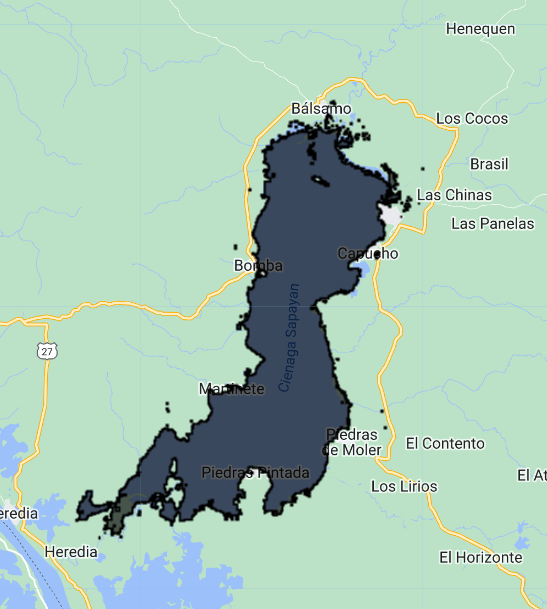 Henequen
Bálsamo
Los Cocos
Brasil
Las Chinas
Las Panelas
Capucho
Bomba
Cienaga Sapayan
27
Martinete
Piedras
de Moler
El Contento
Piedras Pintada
El At
Los Lirios
eredia
Heredia
El Horizonte